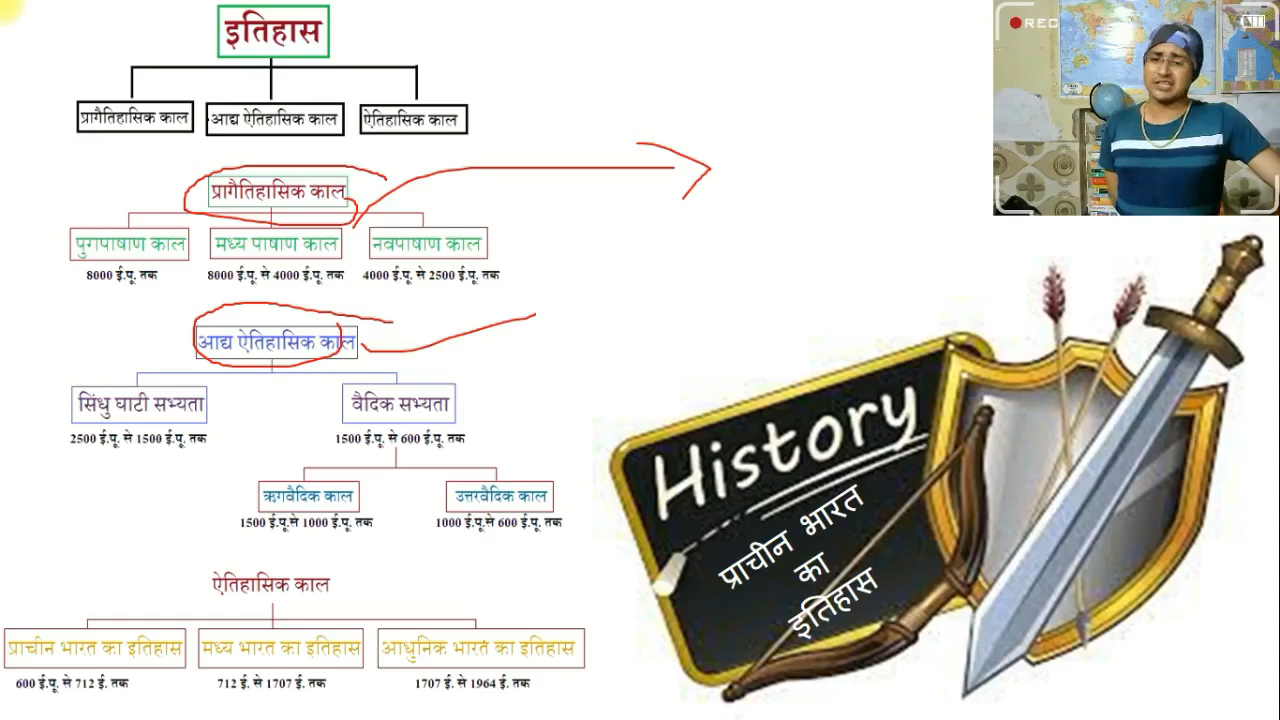 इतिहास
प्रागैतिहासिक काल
आद्य ऐतिहासिक काल
ऐतिहासिक काल
प्रागैतिहासिक काल
पुरापाषाण काल
मध्य पाषाण काल
नवपाषाण काल
8000 ई.पू. तक
8000 ई.पू. से 4000 ई.पू. तक
4000 ई.पू. से 2500 ई.पू. तक
आद्य ऐतिहासिक काल
सिंधु घाटी सभ्यता
वैदिक सभ्यता
2500 ई.पू. से 1500 ई.पू. तक
1500 ई.पू. से 600 ई.पू. तक
ऋगवैदिक काल
उत्तरवैदिक काल
1500 ई.पू.से 1000 ई.पू. तक
1000 ई.पू.से 600 ई.पू. तक
ऐतिहासिक काल
प्राचीन भारत का इतिहास
मध्य भारत का इतिहास
आधुनिक भारत का इतिहास
600 ई.पू. से 712 ई. तक
712 ई. से 1707 ई. तक
1707 ई. से 1964 ई. तक
REC
History
प्राचीन भारत
का
इतिहास